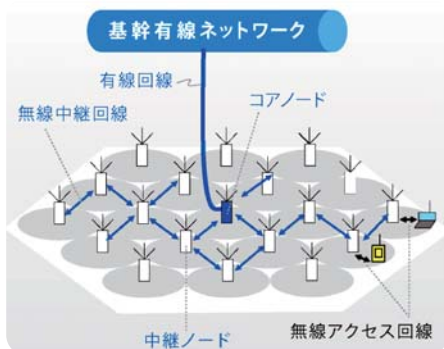 基幹有線ネットワーク
有線回線
コアノード
無線中継回線
中継ノード
無線アクセス回線